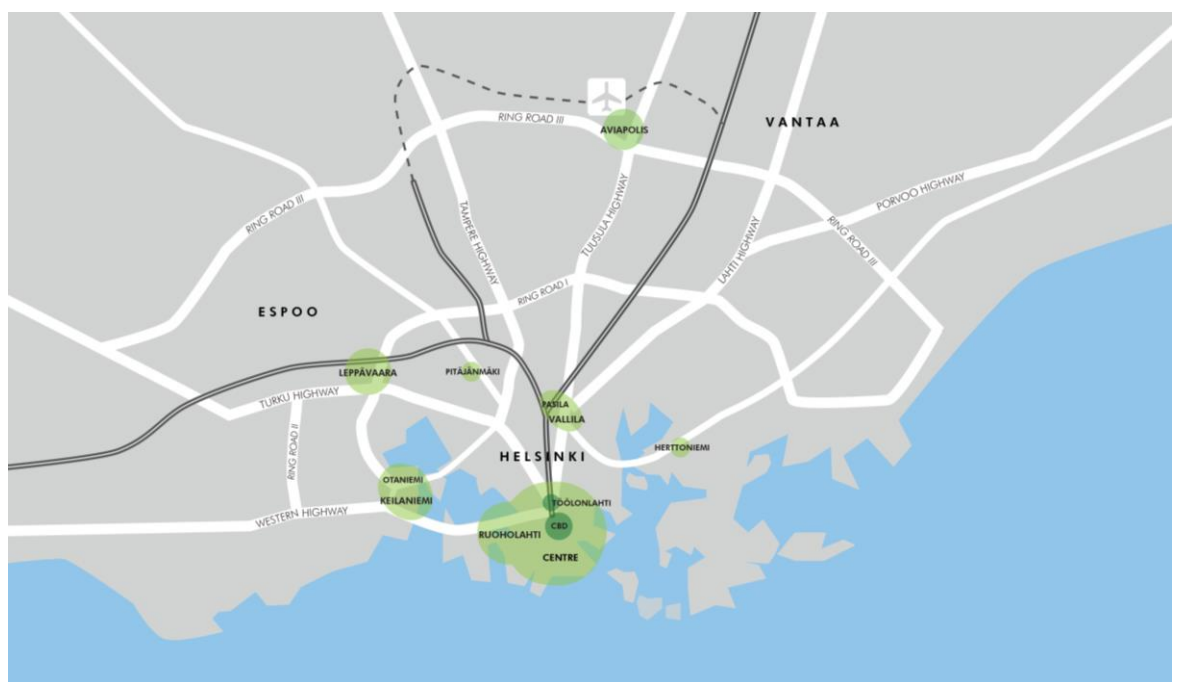 RING ROAD III
AVIAPOLIS
VANTAA
PORVOO HIGHWAY
RING ROAD III
TAMPERE HIGHWAY
TUUSULA HIGHWAY
LAHTI HIGHWAY
RING ROAD III
RING ROAD I
ESPOO
LEPPÄVAARA
PITÄJÄNMÄKI
TURKU HIGHWAY
PASILA
VALLILA
RING ROAD II
HERTTONIEMI
HELSINKI
OTANIEMI
KEILANIEMI
WESTERN HIGHWAY
TÖÖLONLAHTI
CBD
RUOHOLAHTI
CENTRE